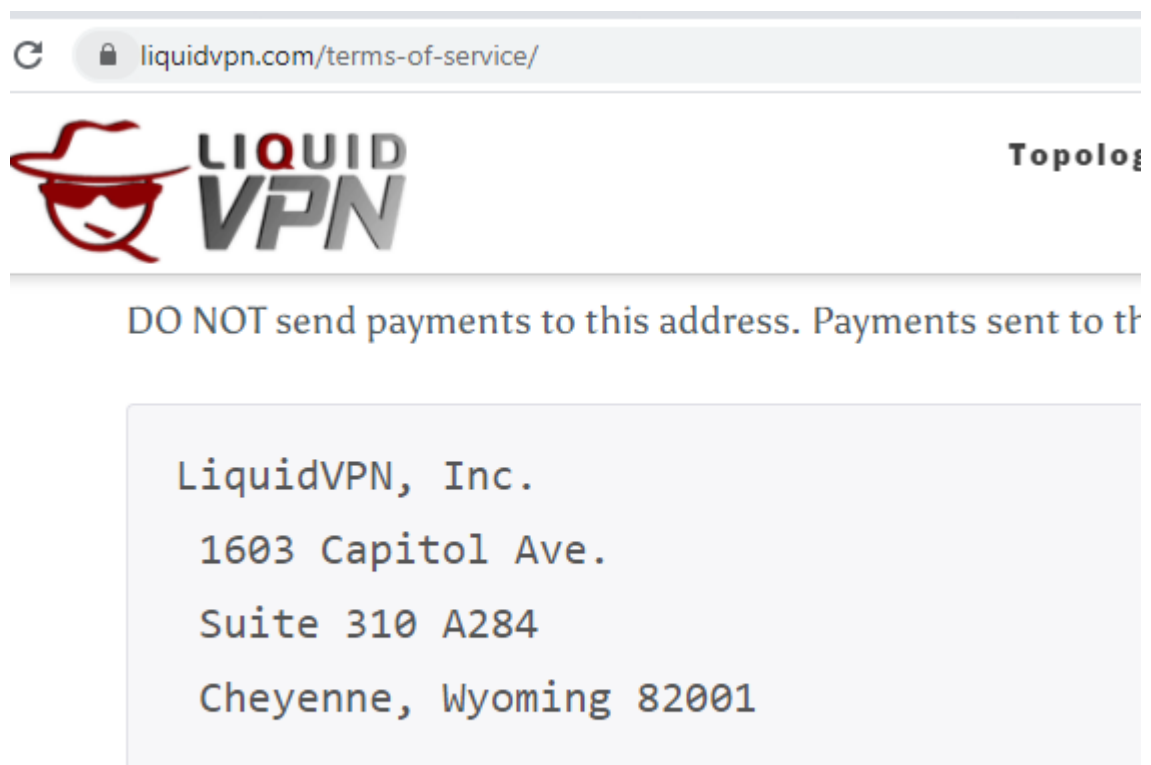 liquidvpn.com/terms-of-service/
LIQUID
VPN
Topolog
DO NOT send payments to this address. Payments sent to th
LiquidVPN, Inc.
1603 Capitol Ave.
Suite 310 A284
Cheyenne, Wyoming 82001